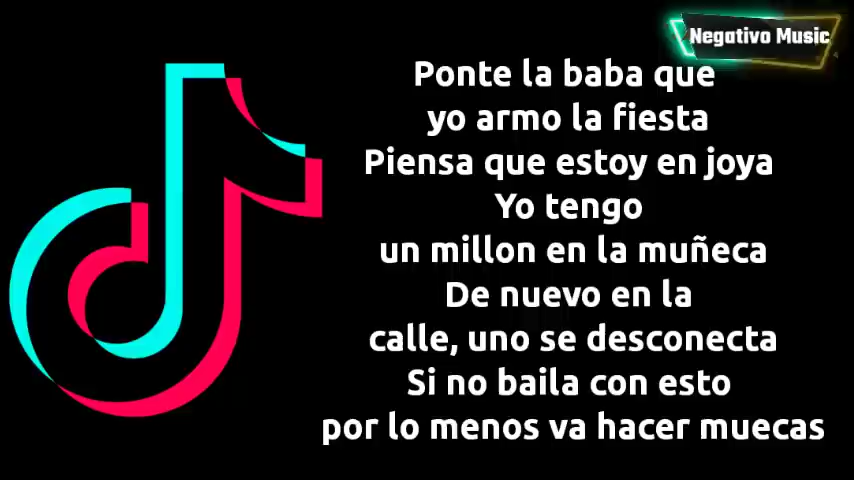 Negativo Music
Ponte la baba que
yo armo la fiesta
Piensa que estoy en joya
Yo tengo
un millon en la muñeca
De nuevo en la
calle, uno se desconecta
Si no baila con esto
por lo menos va hacer muecas